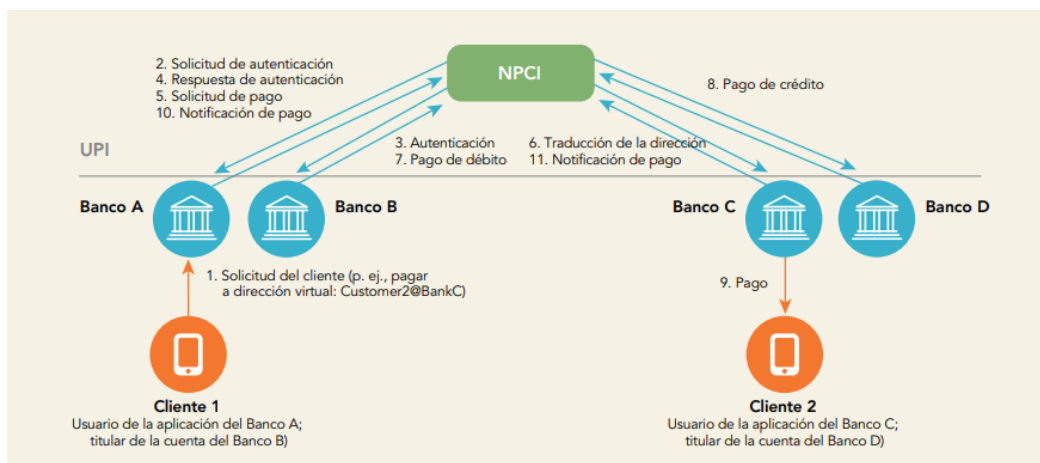 NPCI
2. Solicitud de autenticación
4. Respuesta de autenticación
5. Solicitud de pago
10. Notificación de pago
8. Pago de crédito
3. Autenticación
7. Pago de débito
6. Traducción de la dirección
11. Notificación de pago
UPI
Banco A
Banco B
Banco C
Banco D
1. Solicitud del cliente (p. ej., pagar
a dirección virtual: Customer2@BankC)
9. Pago
Cliente 1
Usuario de la aplicación del Banco A;
titular de la cuenta del Banco B)
Cliente 2
Usuario de la aplicación del Banco C;
titular de la cuenta del Banco D)